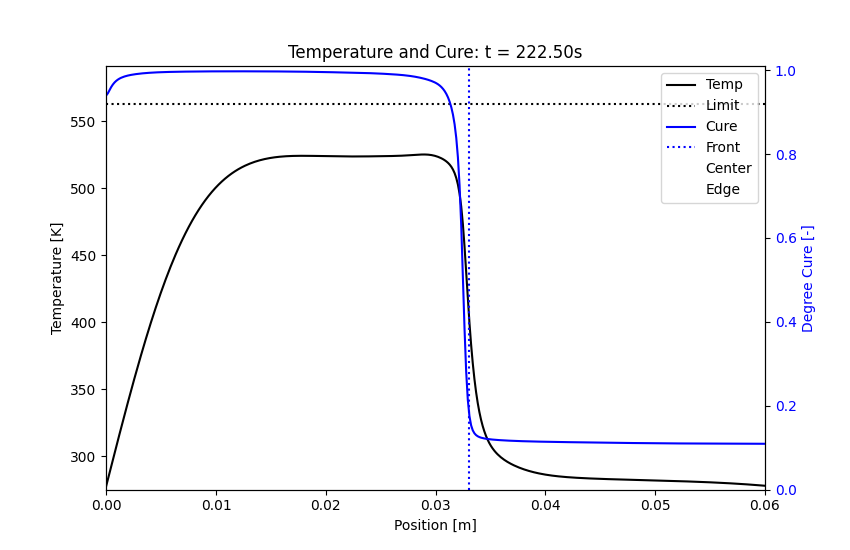 Temperature and Cure: t = 222.50s
Temp
Limit
Cure
Front
Center
Edge
Temperature [K]
550
500
450
400
350
300
Degree Cure [-]
1.0
0.8
0.6
0.4
0.2
0.0
0.00 0.01 0.02 0.03 0.04 0.05 0.06
Position [m]